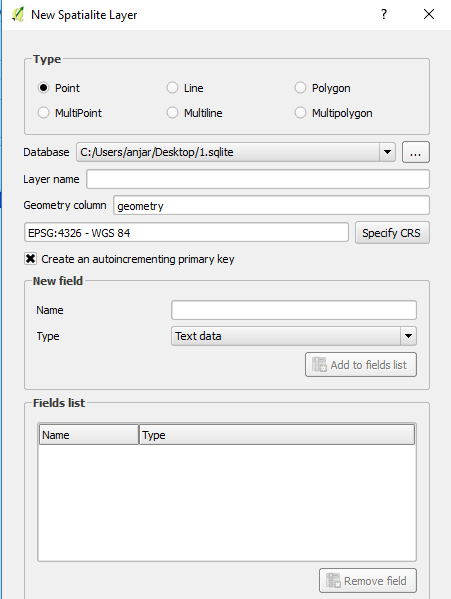 New Spatialite Layer ? ×
Type
Point Line Polygon
MultiPoint Multiline Multipolygon
Database C:/Users/anjar/Desktop/1.sqlite ...
Layer name
Geometry column geometry
EPSG:4326 - WGS 84 Specify CRS
Create an autoincrementing primary key
New field
Name
Type Text data
Add to fields list
Fields list
Name Type
Remove field